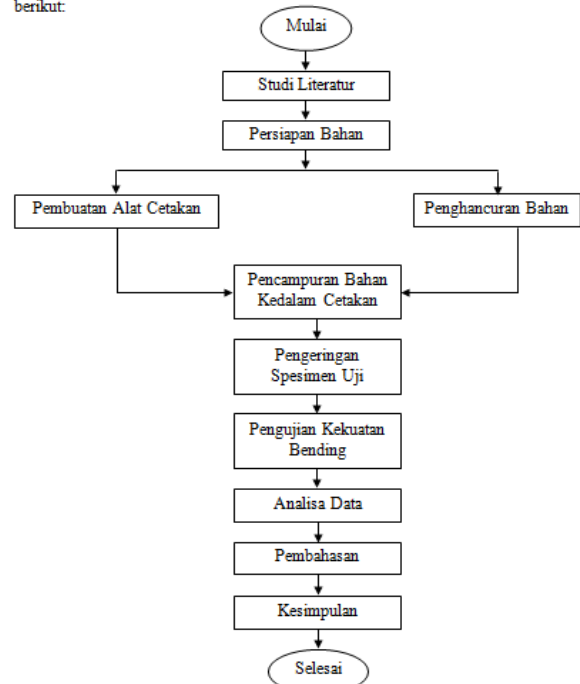 berikut:
Mulai
Studi Literatur
Persiapan Bahan
Pembuatan Alat Cetakan
Penghancuran Bahan
Pencampuran Bahan
Kedalam Cetakan
Pengeringan
Spesimen Uji
Pengujian Kekuatan
Bending
Analisa Data
Pembahasan
Kesimpulan
Selesai